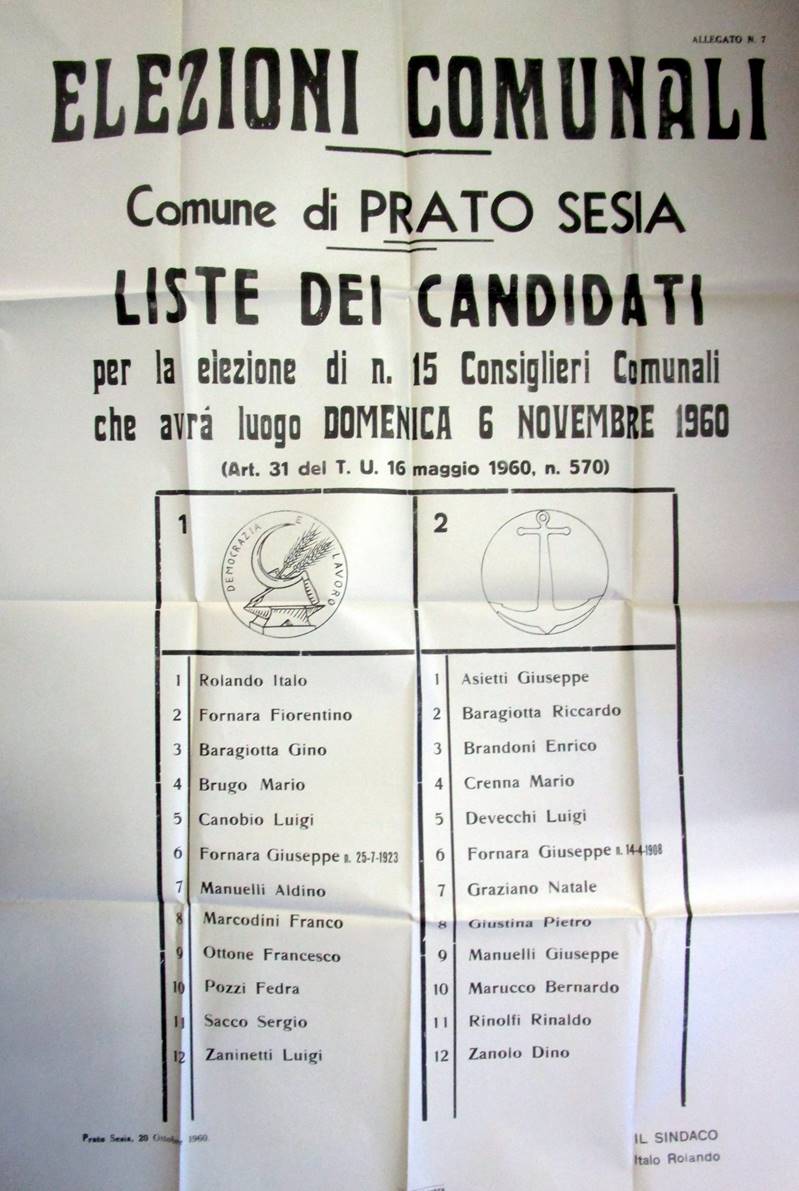 ALLEGATO N. 7
ELEZIONI COMUNALI
Comune di PRATO SESIA
LISTE DEI CANDIDATI
per la elezione di n. 15 Consiglieri Comunali
che avrá luogo DOMENICA 6 NOVEMBRE 1960
(Art. 31 del T. U. 16 maggio 1960, n. 570)
1
DEMOCRAZIA E LAVORO
1 Rolando Italo
2 Fornara Fiorentino
3 Baragiotta Gino
4 Brugo Mario
5 Canobio Luigi
6 Fornara Giuseppe n. 25-7-1923
7 Manuelli Aldino
8 Marcodini Franco
9 Ottone Francesco
10 Pozzi Fedra
11 Sacco Sergio
12 Zaninetti Luigi
2
1 Asietti Giuseppe
2 Baragiotta Riccardo
3 Brandoni Enrico
4 Crenna Mario
5 Devecchi Luigi
6 Fornara Giuseppe n. 14-4-1908
7 Graziano Natale
8 Giustina Pietro
9 Manuelli Giuseppe
10 Marucco Bernardo
11 Rinolfi Rinaldo
12 Zanolo Dino
Prato Sesia, 20 Ottobre 1960
IL SINDACO
Italo Rolando